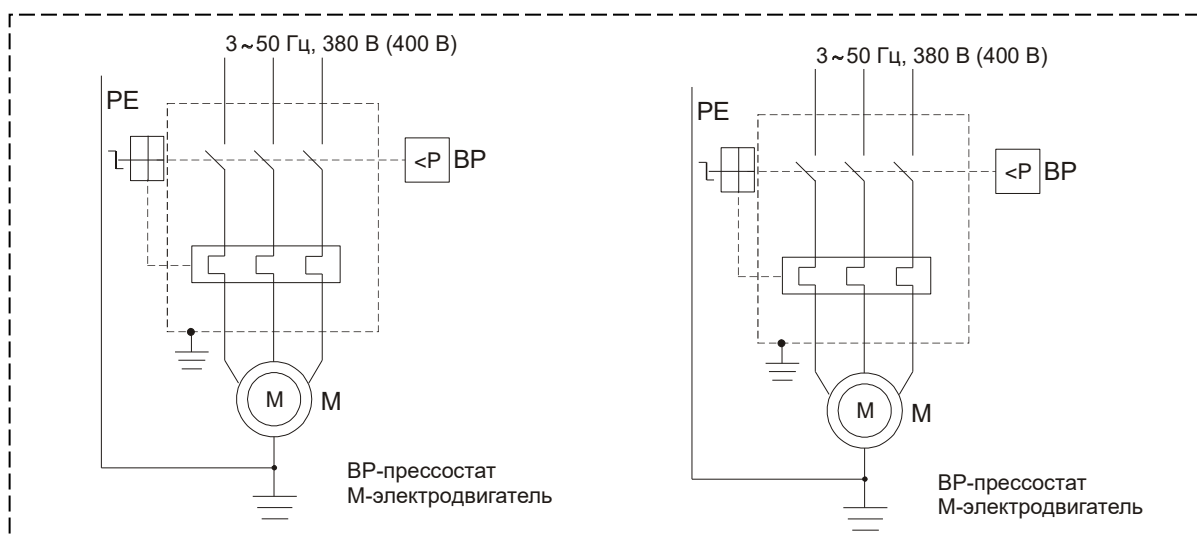 3~50 Гц, 380 В (400 В)
PE
<P BP
M M
BP-прессостат
М-электродвигатель
3~50 Гц, 380 В (400 В)
PE
<P BP
M M
BP-прессостат
М-электродвигатель